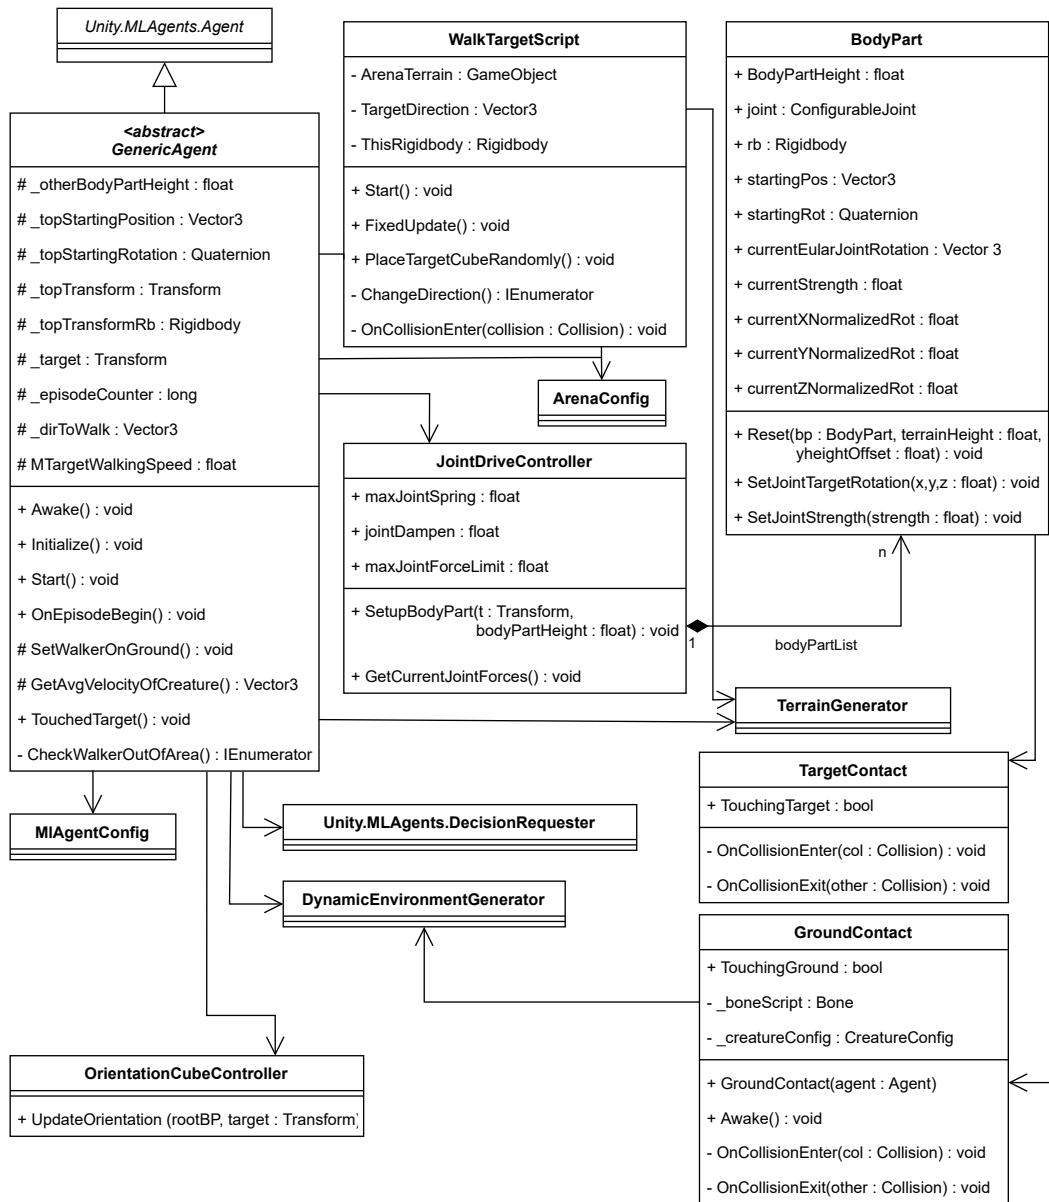 Unity.MLAgents.Agent
<abstract>
GenericAgent
# _otherBodyPartHeight : float
# _topStartingPosition : Vector3
# _topStartingRotation : Quaternion
# _topTransform : Transform
# _topTransformRb : Rigidbody
# _target : Transform
# _episodeCounter : long
# _dirToWalk : Vector3
# MTargetWalkingSpeed : float
+ Awake() : void
+ Initialize() : void
+ Start() : void
+ OnEpisodeBegin() : void
# SetWalkerOnGround() : void
# GetAvgVelocityOfCreature() : Vector3
+ TouchedTarget() : void
- CheckWalkerOutOfArea() : IEnumerator
WalkTargetScript
- ArenaTerrain : GameObject
- TargetDirection : Vector3
- ThisRigidbody : Rigidbody
+ Start() : void
+ FixedUpdate() : void
+ PlaceTargetCubeRandomly() : void
- ChangeDirection() : IEnumerator
- OnCollisionEnter(collision : Collision) : void
ArenaConfig
JointDriveController
+ maxJointSpring : float
+ jointDampen : float
+ maxJointForceLimit : float
+ SetupBodyPart(t : Transform,
bodyPartHeight : float) : void
+ GetCurrentJointForces() : void
BodyPart
+ BodyPartHeight : float
+ joint : ConfigurableJoint
+ rb : Rigidbody
+ startingPos : Vector3
+ startingRot : Quaternion
+ currentEularJointRotation : Vector 3
+ currentStrength : float
+ currentXNormalizedRot : float
+ currentYNormalizedRot : float
+ currentZNormalizedRot : float
+ Reset(bp : BodyPart, terrainHeight : float,
yheightOffset : float) : void
+ SetJointTargetRotation(x,y,z : float) : void
+ SetJointStrength(strength : float) : void
n
1
bodyPartList
TerrainGenerator
TargetContact
+ TouchingTarget : bool
- OnCollisionEnter(col : Collision) : void
- OnCollisionExit(other : Collision) : void
MlAgentConfig
Unity.MLAgents.DecisionRequester
DynamicEnvironmentGenerator
GroundContact
+ TouchingGround : bool
- _boneScript : Bone
- _creatureConfig : CreatureConfig
+ GroundContact(agent : Agent)
+ Awake() : void
- OnCollisionEnter(col : Collision) : void
- OnCollisionExit(other : Collision) : void
OrientationCubeController
+ UpdateOrientation (rootBP, target : Transform)